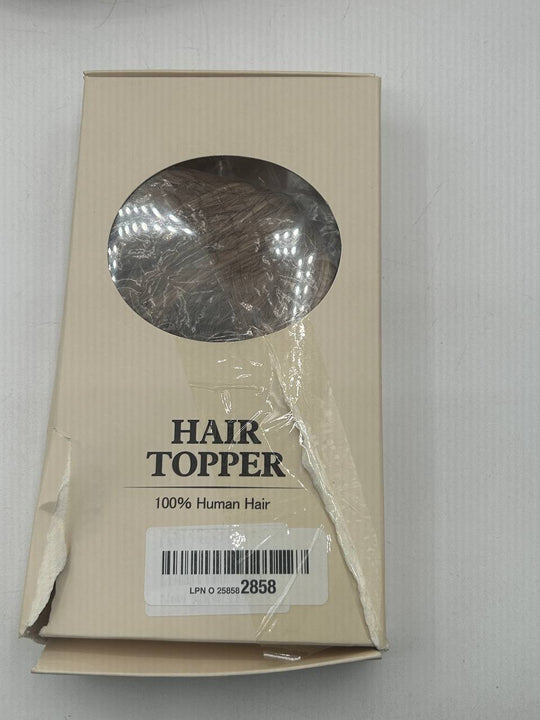 HAIR
TOPPER
100% Human Hair
LPN O 25858 2858